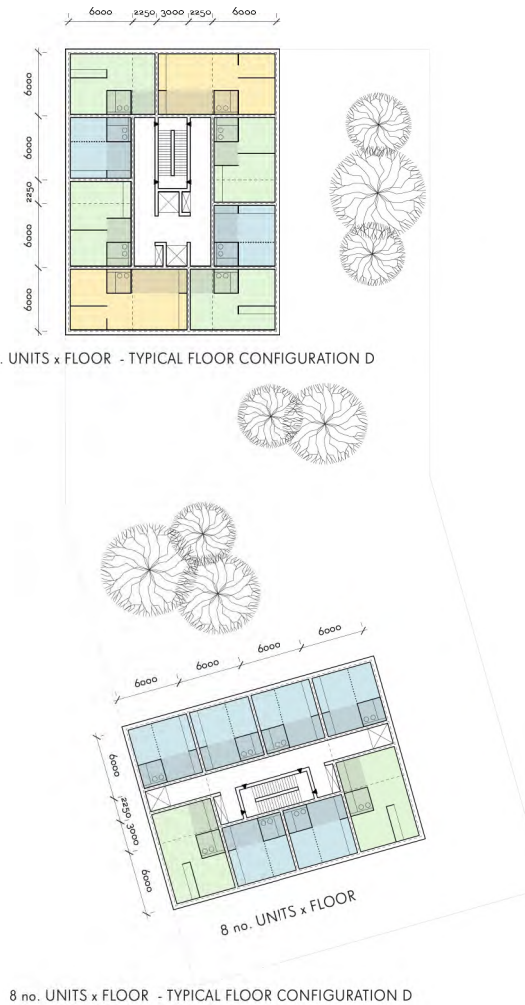 6000 2250 3000 2250 6000
6000
6000
2250
6000
6000
. UNITS x FLOOR - TYPICAL FLOOR CONFIGURATION D
6000 6000 6000 6000
6000
2250
3000
6000
8 no. UNITS x FLOOR
8 no. UNITS x FLOOR - TYPICAL FLOOR CONFIGURATION D